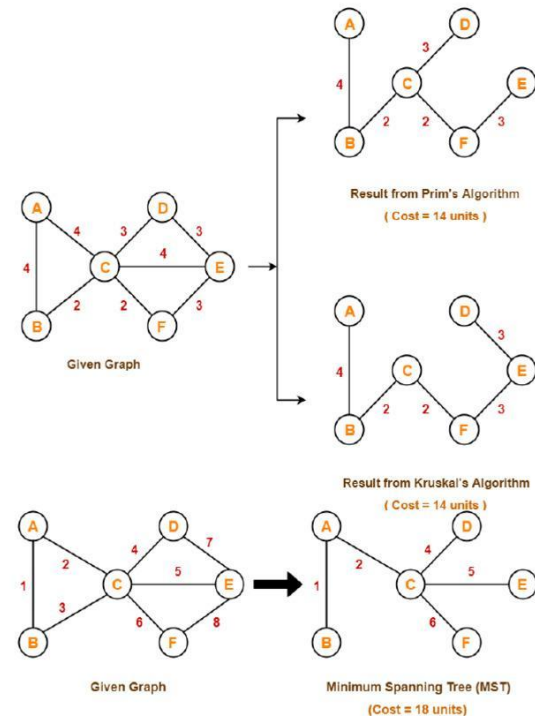 A
D
3
4
C
E
2
2
3
B
F
Result from Prim's Algorithm
( Cost = 14 units )
A
D
4
3
3
4
4
C
E
2
2
3
B
F
Given Graph
A
D
3
4
C
E
2
2
3
B
F
Result from Kruskal's Algorithm
( Cost = 14 units )
A
D
4
7
2
1
C
5
E
3
6
8
B
F
Given Graph
A
D
4
2
1
C
5
E
6
B
F
Minimum Spanning Tree (MST)
(Cost = 18 units)